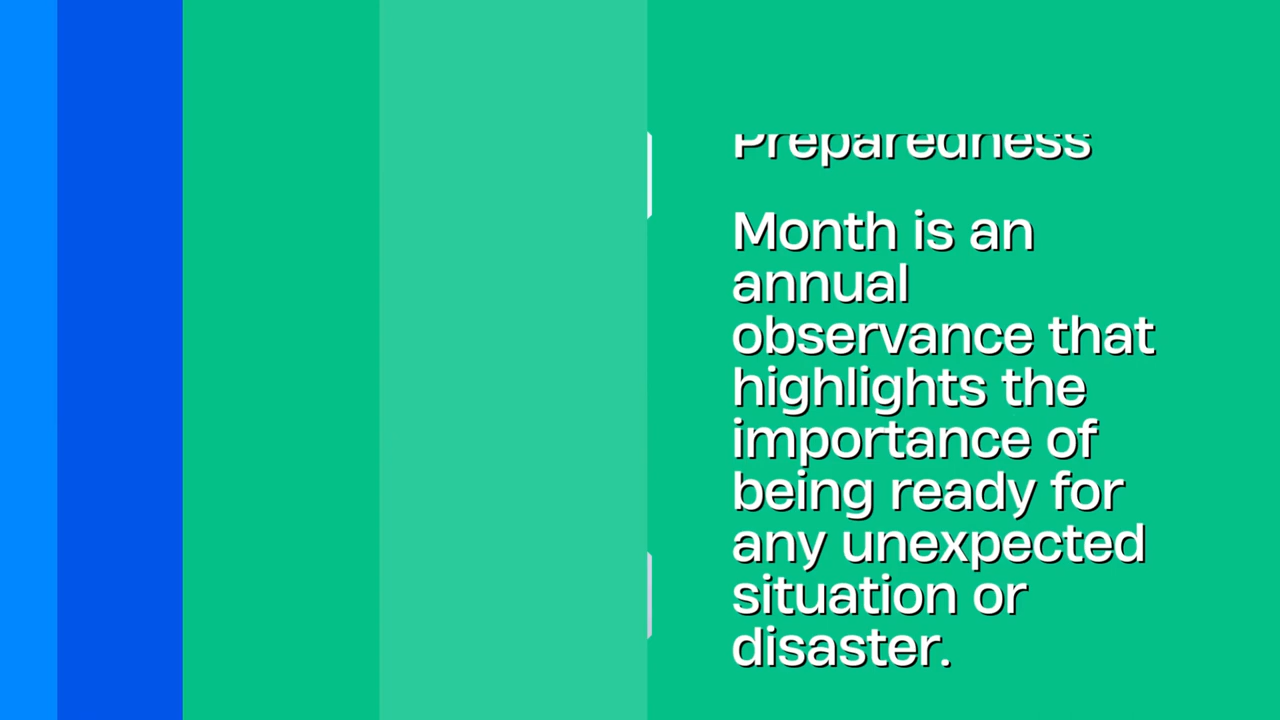 Preparedness
Month is an
annual
observance that
highlights the
importance of
being ready for
any unexpected
situation or
disaster.